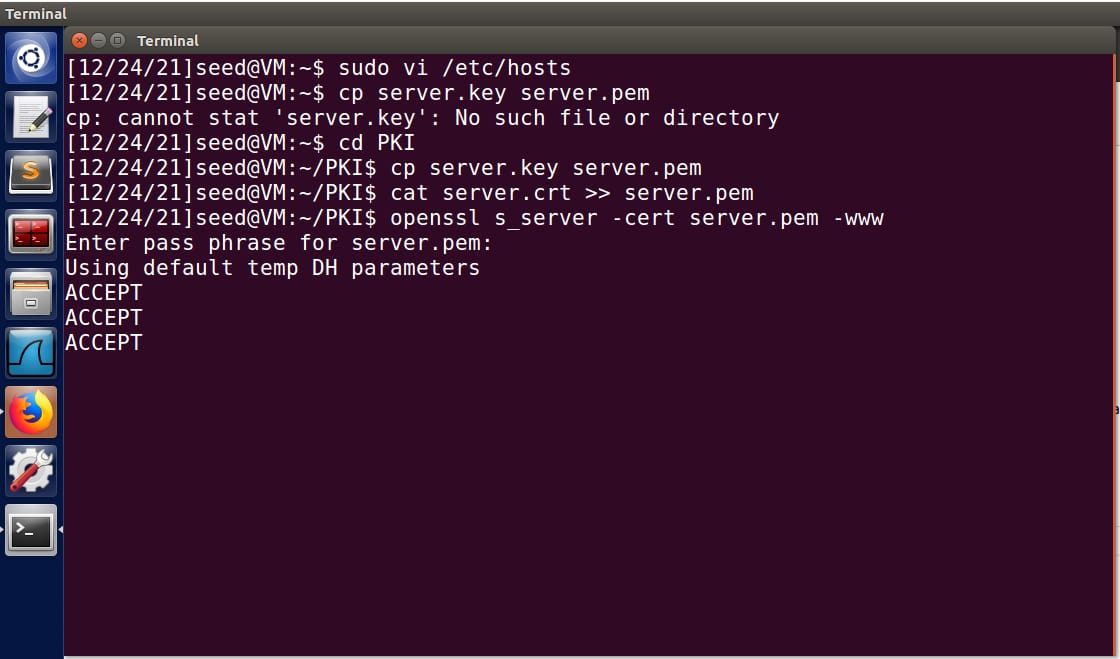 Terminal
Terminal
[12/24/21]seed@VM:~$ sudo vi /etc/hosts
[12/24/21]seed@VM:~$ cp server.key server.pem
cp: cannot stat 'server.key': No such file or directory
[12/24/21]seed@VM:~$ cd PKI
[12/24/21]seed@VM:~/PKI$ cp server.key server.pem
[12/24/21]seed@VM:~/PKI$ cat server.crt >> server.pem
[12/24/21]seed@VM:~/PKI$ openssl s_server -cert server.pem -www
Enter pass phrase for server.pem:
Using default temp DH parameters
ACCEPT
ACCEPT
ACCEPT